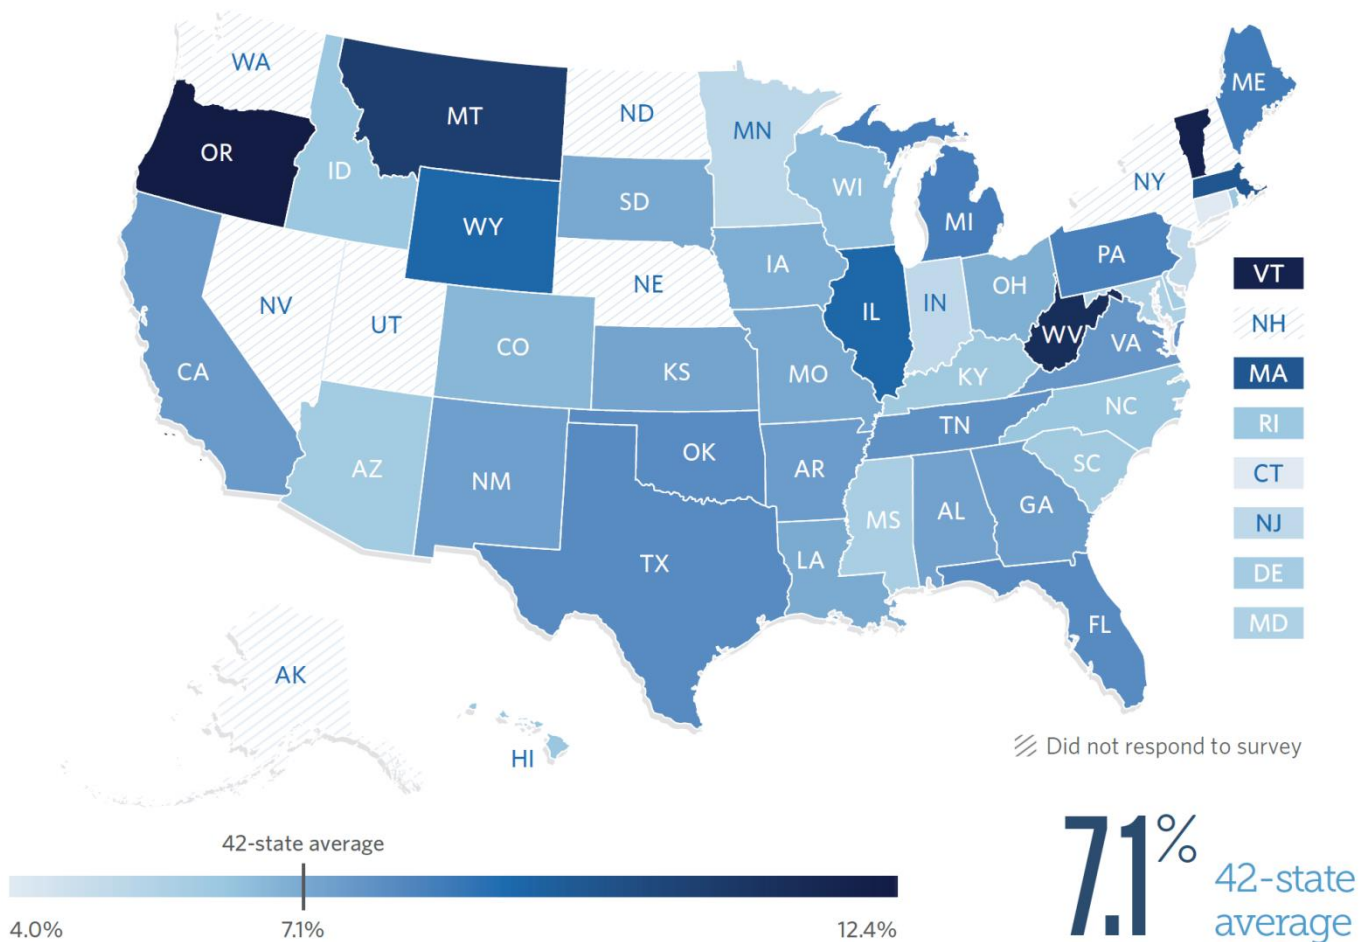 WA
OR
ID
MT
WY
ND
SD
MN
WI
MI
ME
NY
NV
UT
CA
CO
NE
IA
IL
IN
OH
PA
WV
VA
KS
MO
KY
NC
TN
SC
AZ
NM
OK
AR
MS
AL
GA
TX
LA
FL
AK
HI
VT
NH
MA
RI
CT
NJ
DE
MD
Did not respond to survey
42-state average
4.0%
7.1%
12.4%
7.1%
42-state
average